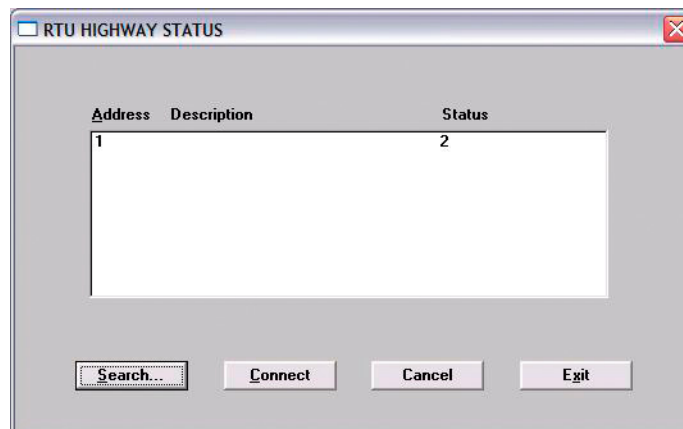 RTU HIGHWAY STATUS
Address Description Status
1 2
Search... Connect Cancel Exit